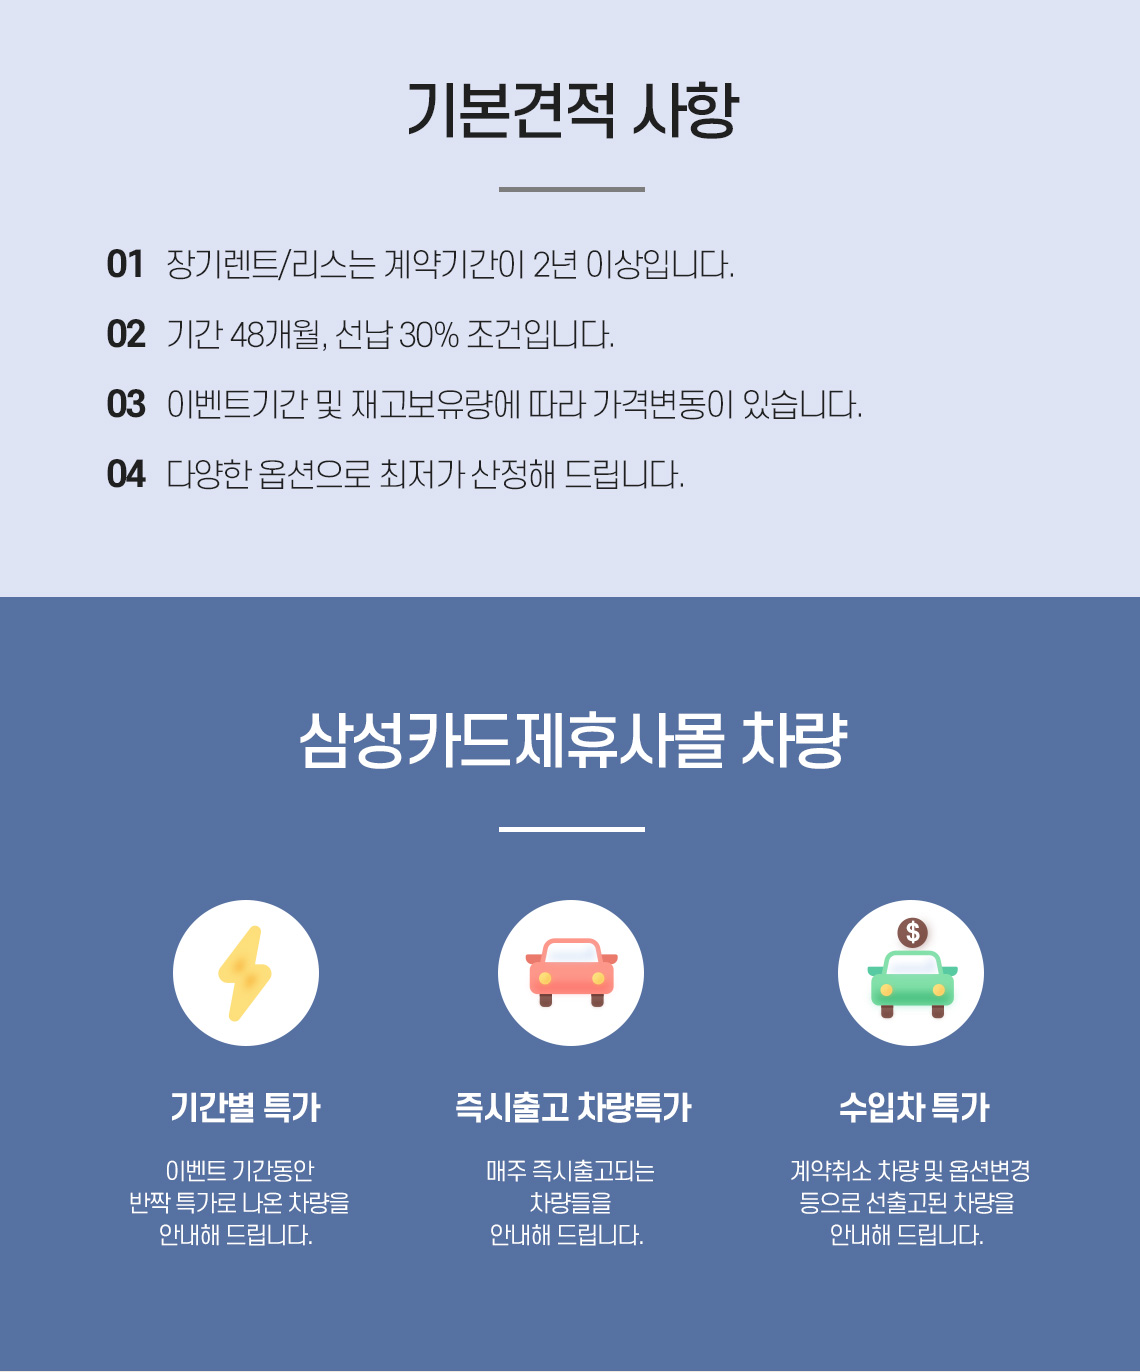 기본견적 사항
01 장기렌트/리스는 계약기간이 2년 이상입니다.
02 기간 48개월, 선납 30% 조건입니다.
03 이벤트기간 및 재고보유량에 따라 가격변동이 있습니다.
04 다양한 옵션으로 최저가 산정해 드립니다.
삼성카드제휴사몰 차량
$
기간별 특가
이벤트 기간동안
반짝 특가로 나온 차량을
안내해 드립니다.
즉시출고 차량특가
매주 즉시출고되는
차량들을
안내해 드립니다.
수입차 특가
계약취소 차량 및 옵션변경
등으로 선출고된 차량을
안내해 드립니다.